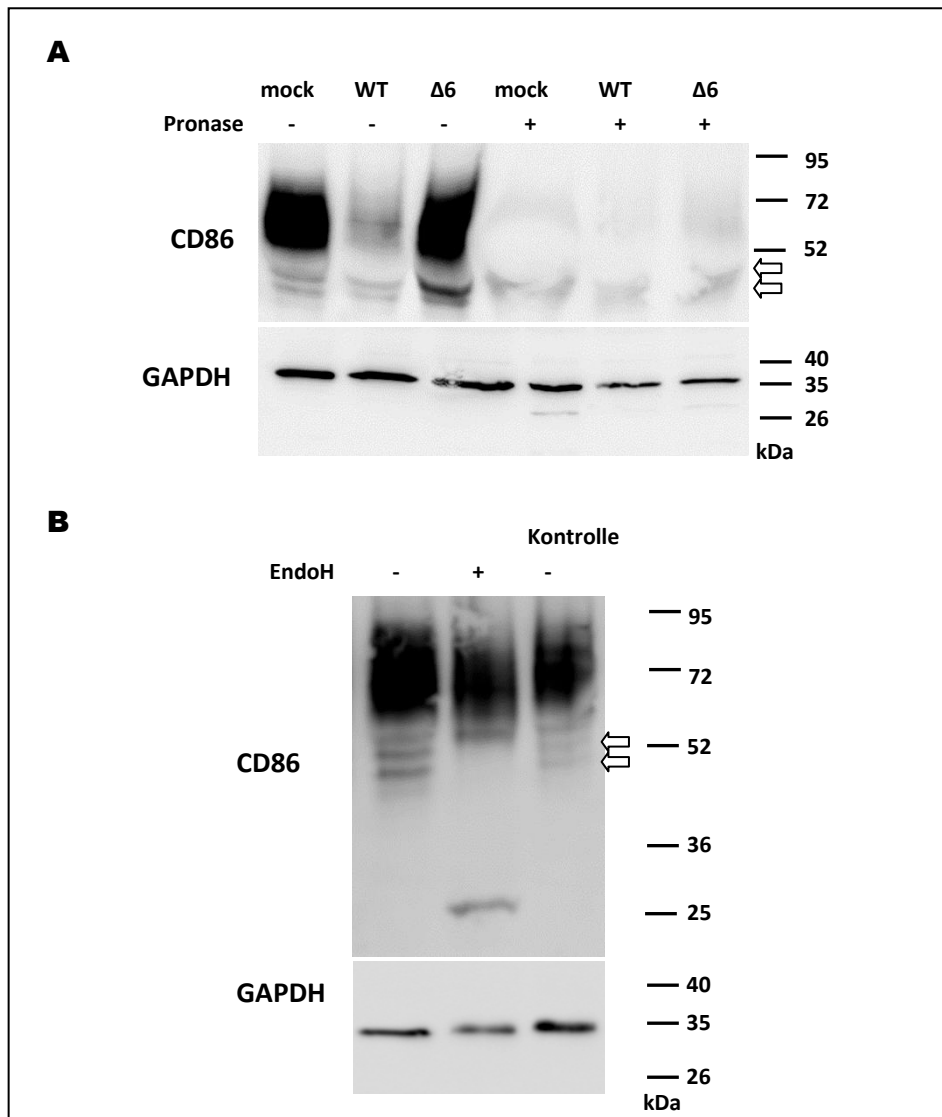 A
mock WT Δ6 mock WT Δ6
Pronase - - - + + +
95
72
CD86
52
GAPDH
40
35
26
kDa
B
Kontrolle
EndoH - + -
95
72
52
CD86
36
25
GAPDH
40
35
26
kDa